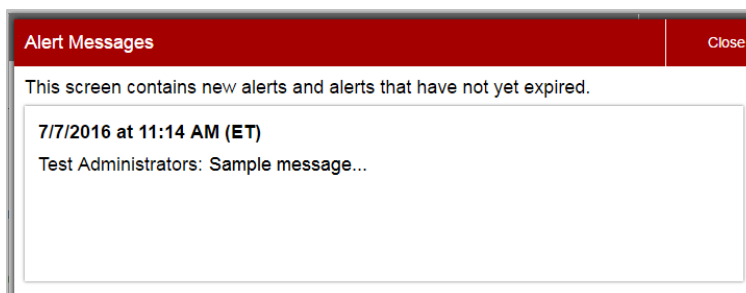 Alert Messages
Close
This screen contains new alerts and alerts that have not yet expired.
7/7/2016 at 11:14 AM (ET)
Test Administrators: Sample message...